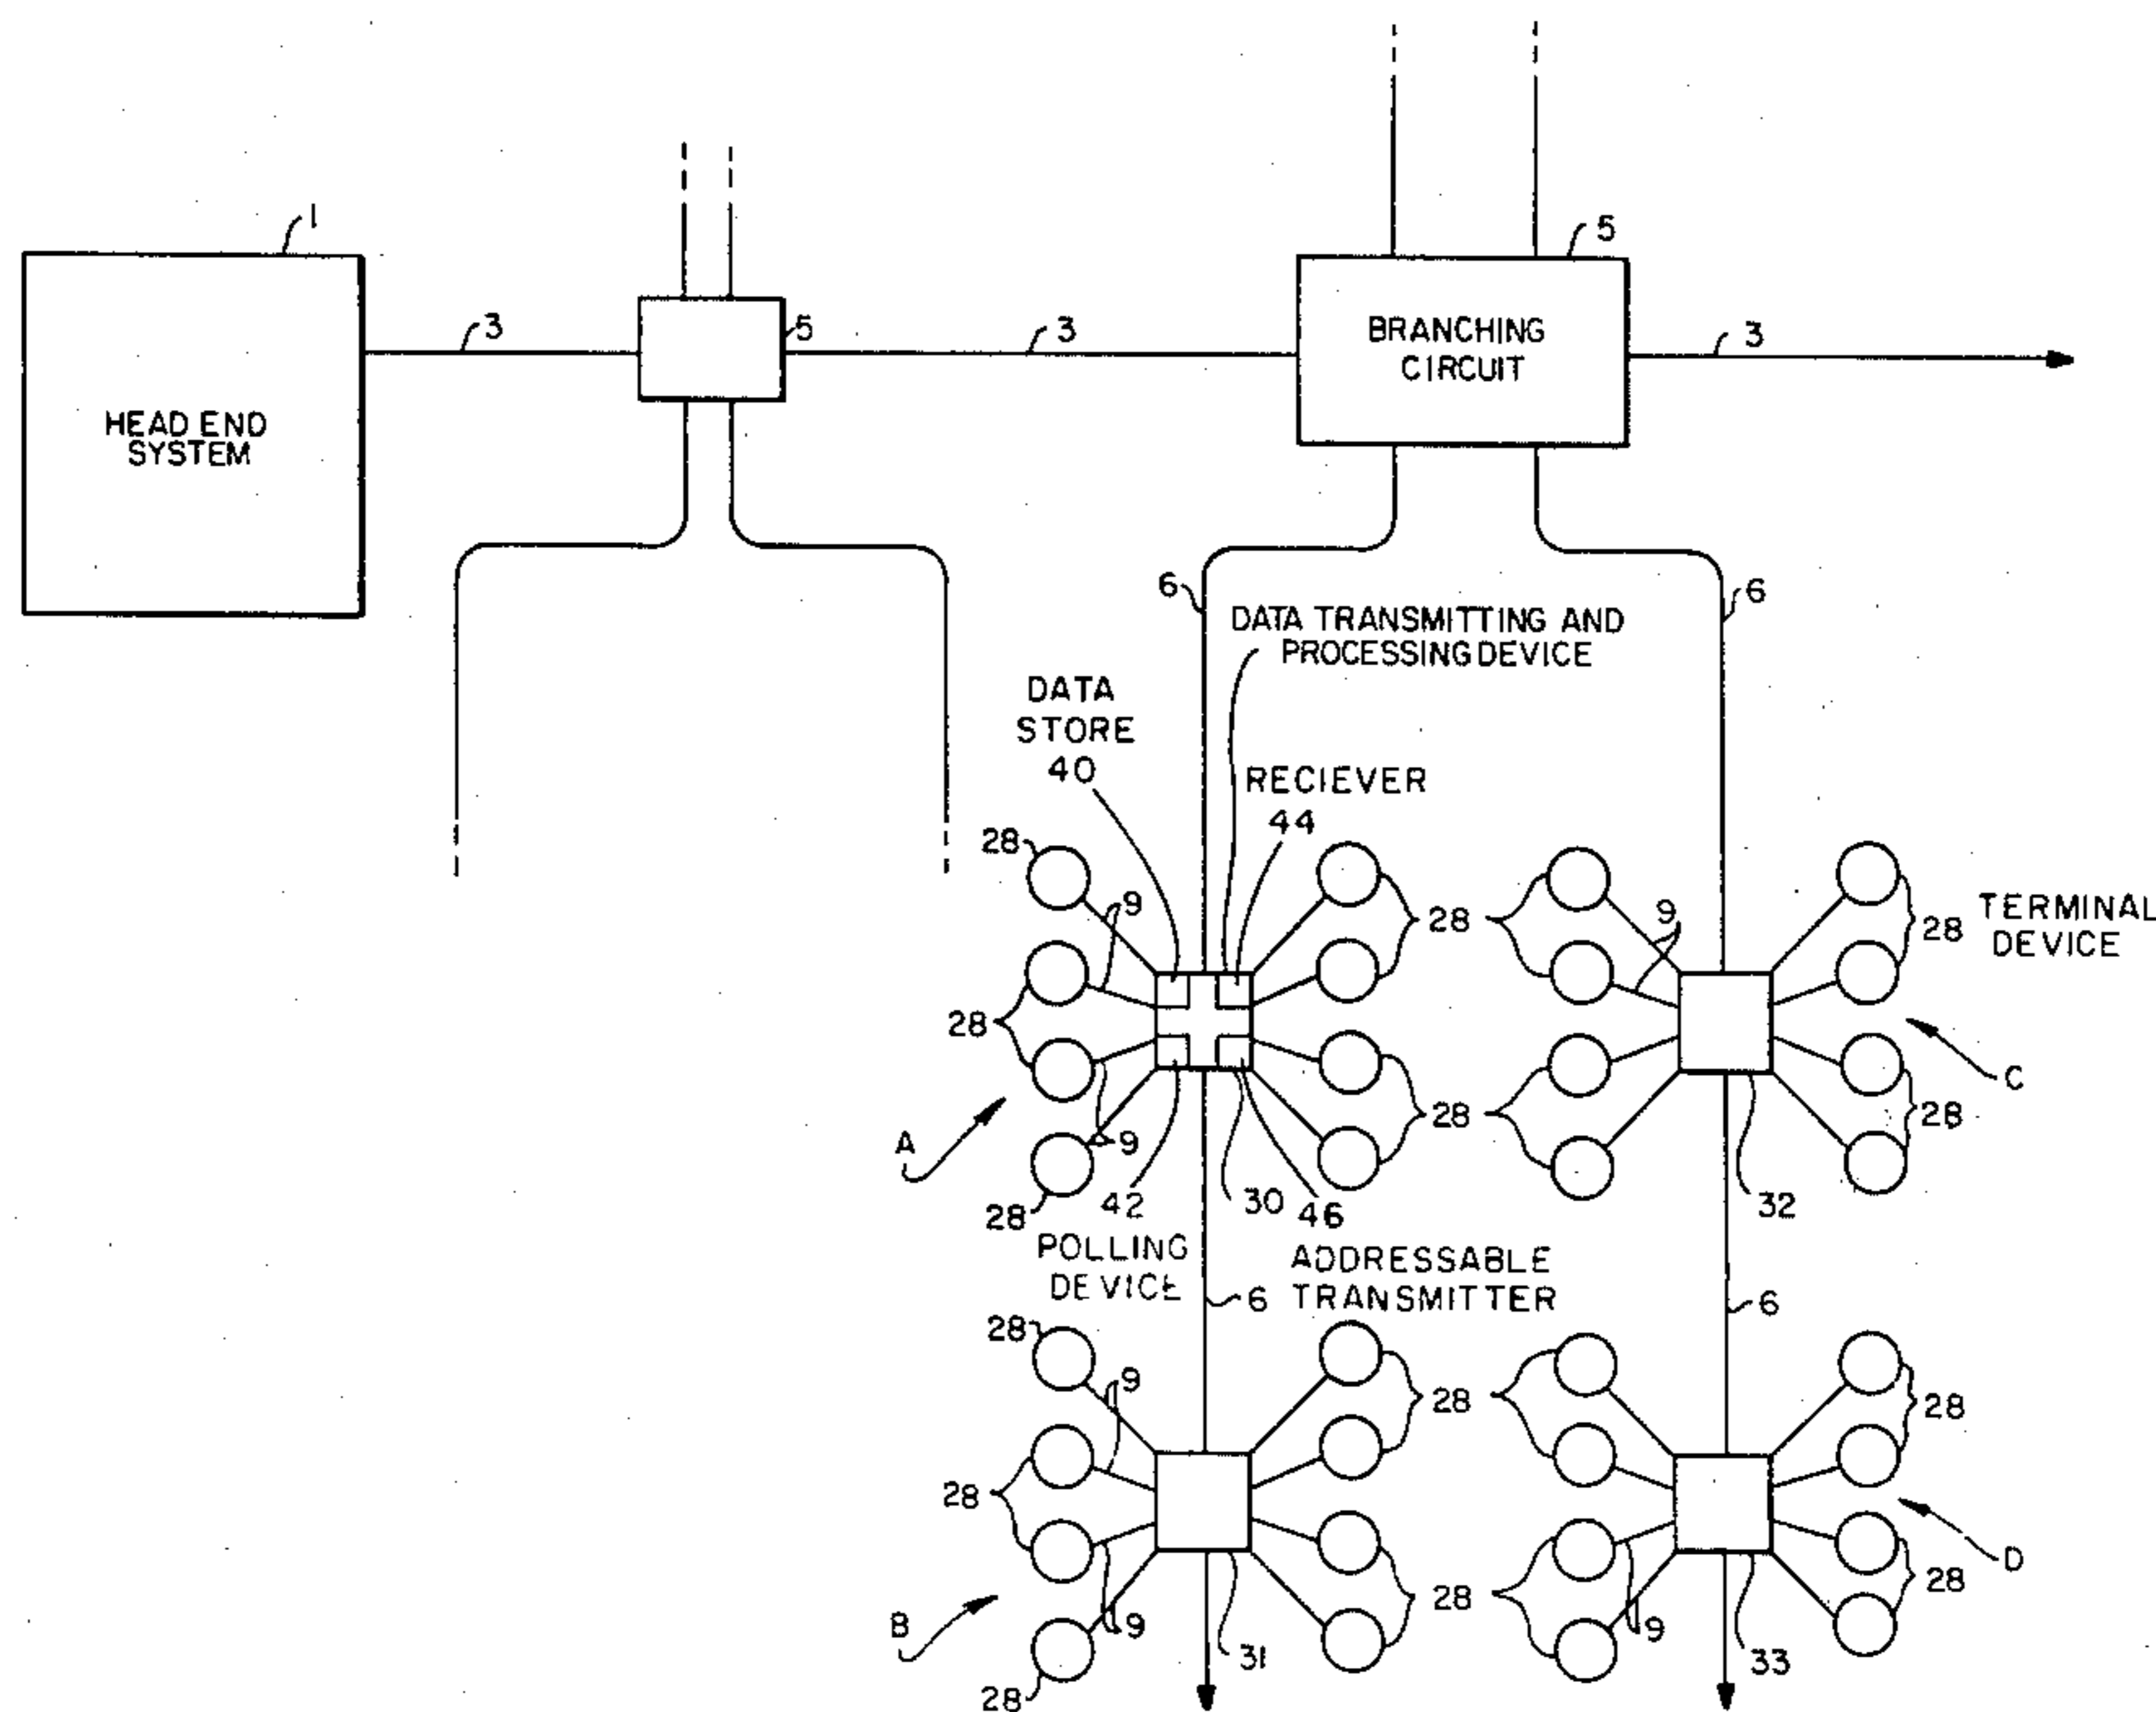 1
5
3
5
3
3
HEAD END
SYSTEM
BRANCHING
CIRCUIT
6
6
DATA TRANSMITTING AND
PROCESSING DEVICE
DATA
STORE
40
RECIEVER
44
28
9
28
9
28
TERMINAL
DEVICE
28
C
A
9
28
28
28
42
30
46
32
POLLING
DEVICE
ADDRESSABLE
TRANSMITTER
6
6
28
9
28
28
28
D
B
9
28
9
28
28
31
33